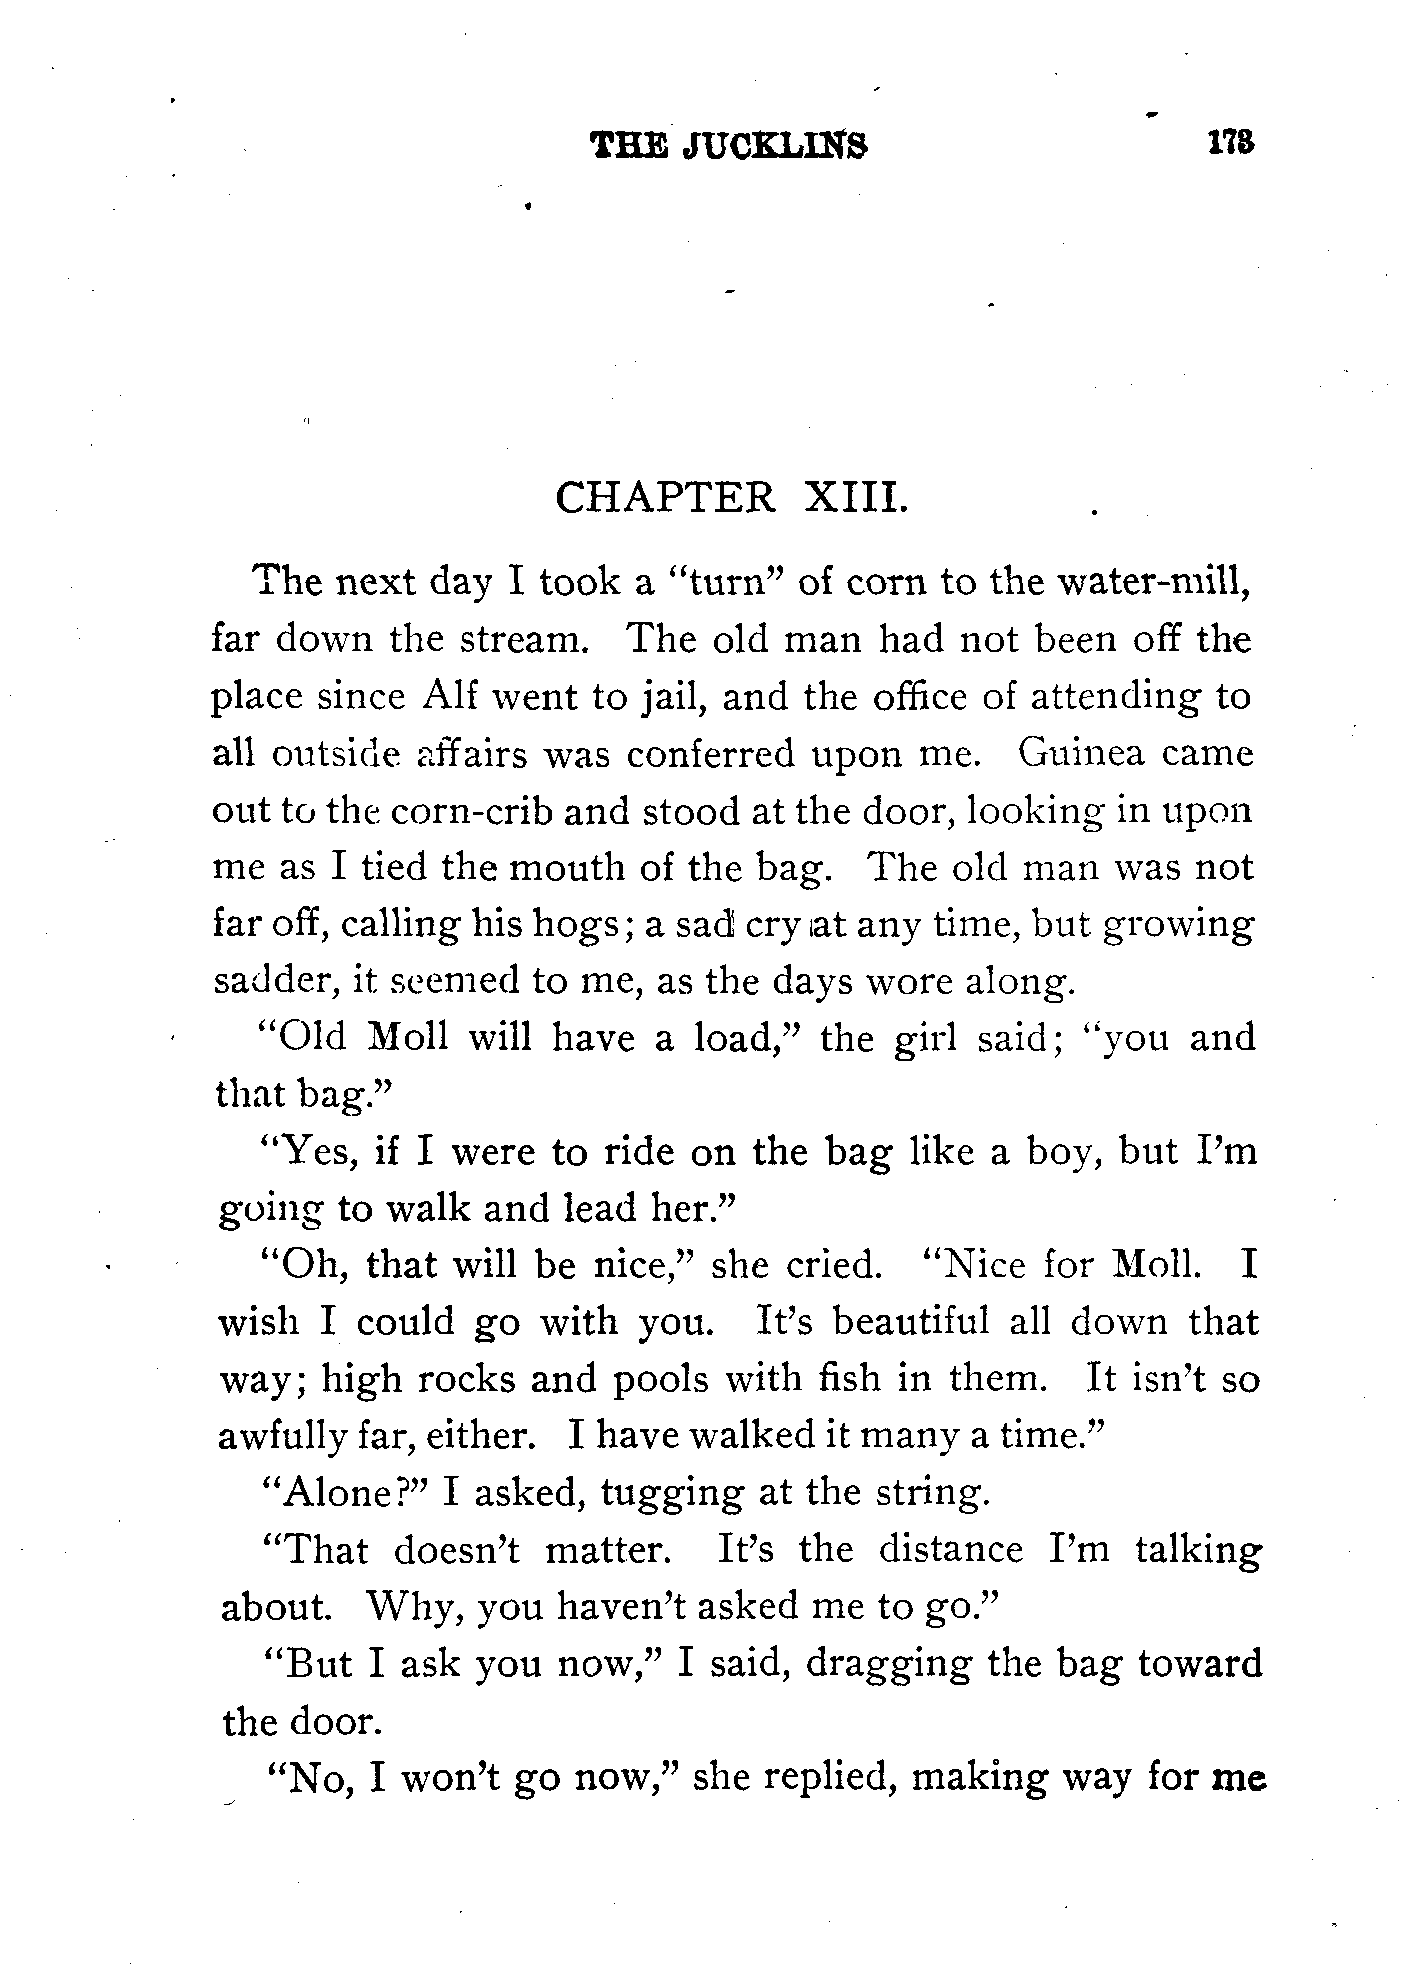 THE JUCKLINS 173
CHAPTER XIII.
The next day I took a “turn” of corn to the water-mill,
far down the stream. The old man had not been off the
place since Alf went to jail, and the office of attending to
all outside affairs was conferred upon me. Guinea came
out to the corn-crib and stood at the door, looking in upon
me as I tied the mouth of the bag. The old man was not
far off, calling his hogs; a sad cry at any time, but growing
sadder, it seemed to me, as the days wore along.
“Old Moll will have a load,” the girl said; “you and
that bag.”
“Yes, if I were to ride on the bag like a boy, but I’m
going to walk and lead her.”
“Oh, that will be nice,” she cried. “Nice for Moll. I
wish I could go with you. It’s beautiful all down that
way; high rocks and pools with fish in them. It isn’t so
awfully far, either. I have walked it many a time.”
“Alone?” I asked, tugging at the string.
“That doesn’t matter. It’s the distance I’m talking
about. Why, you haven’t asked me to go.”
“But I ask you now,” I said, dragging the bag toward
the door.
“No, I won’t go now,” she replied, making way for me